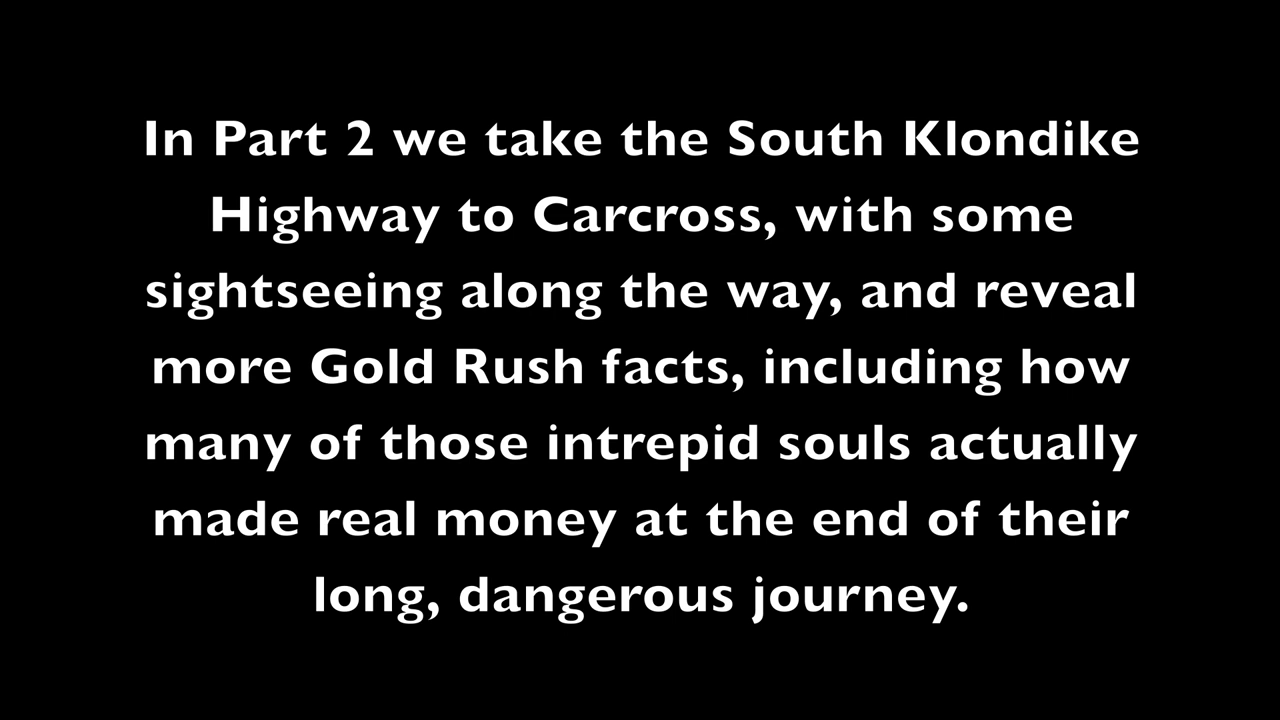 In Part 2 we take the South Klondike
Highway to Carcross, with some
sightseeing along the way, and reveal
more Gold Rush facts, including how
many of those intrepid souls actually
made real money at the end of their
long, dangerous journey.